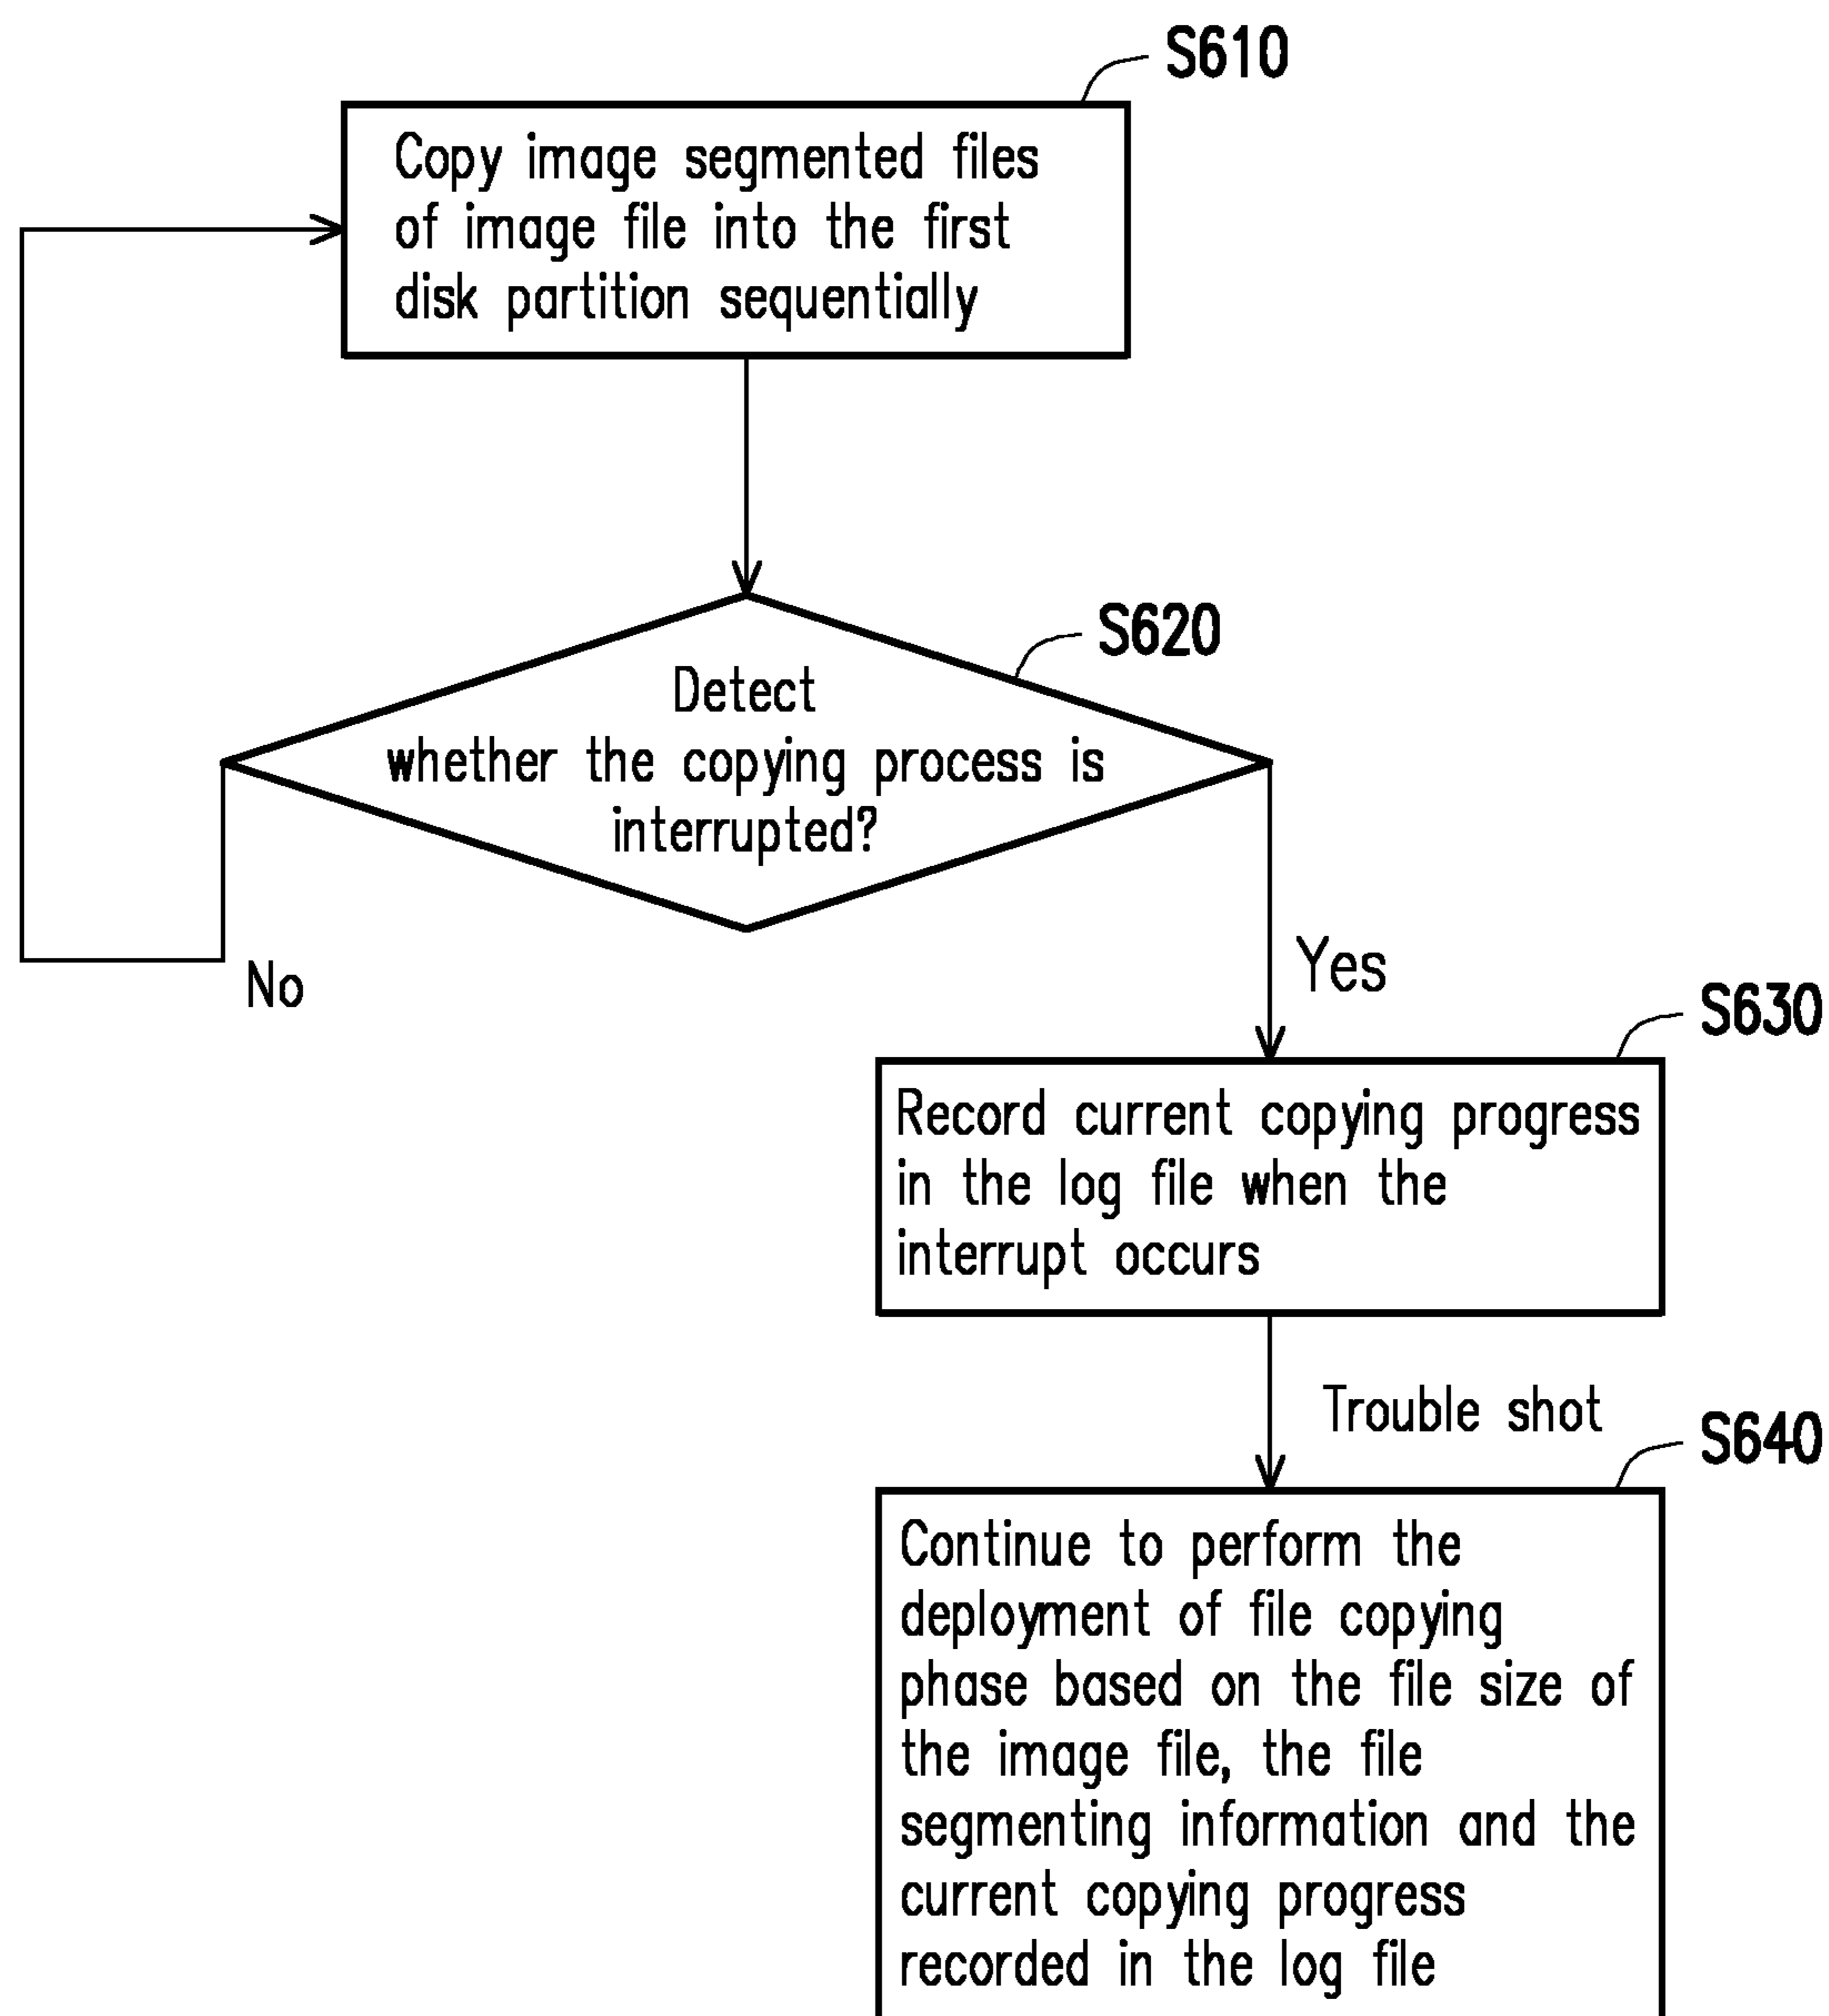 S610
Copy image segmented files
of image file into the first
disk partition sequentially
S620
Detect
whether the copying process is
interrupted?
No
Yes
S630
Record current copying progress
in the log file when the
interrupt occurs
Trouble shot
S640
Continue to perform the
deployment of file copying
phase based on the file size of
the image file, the file
segmenting information and the
current copying progress
recorded in the log file